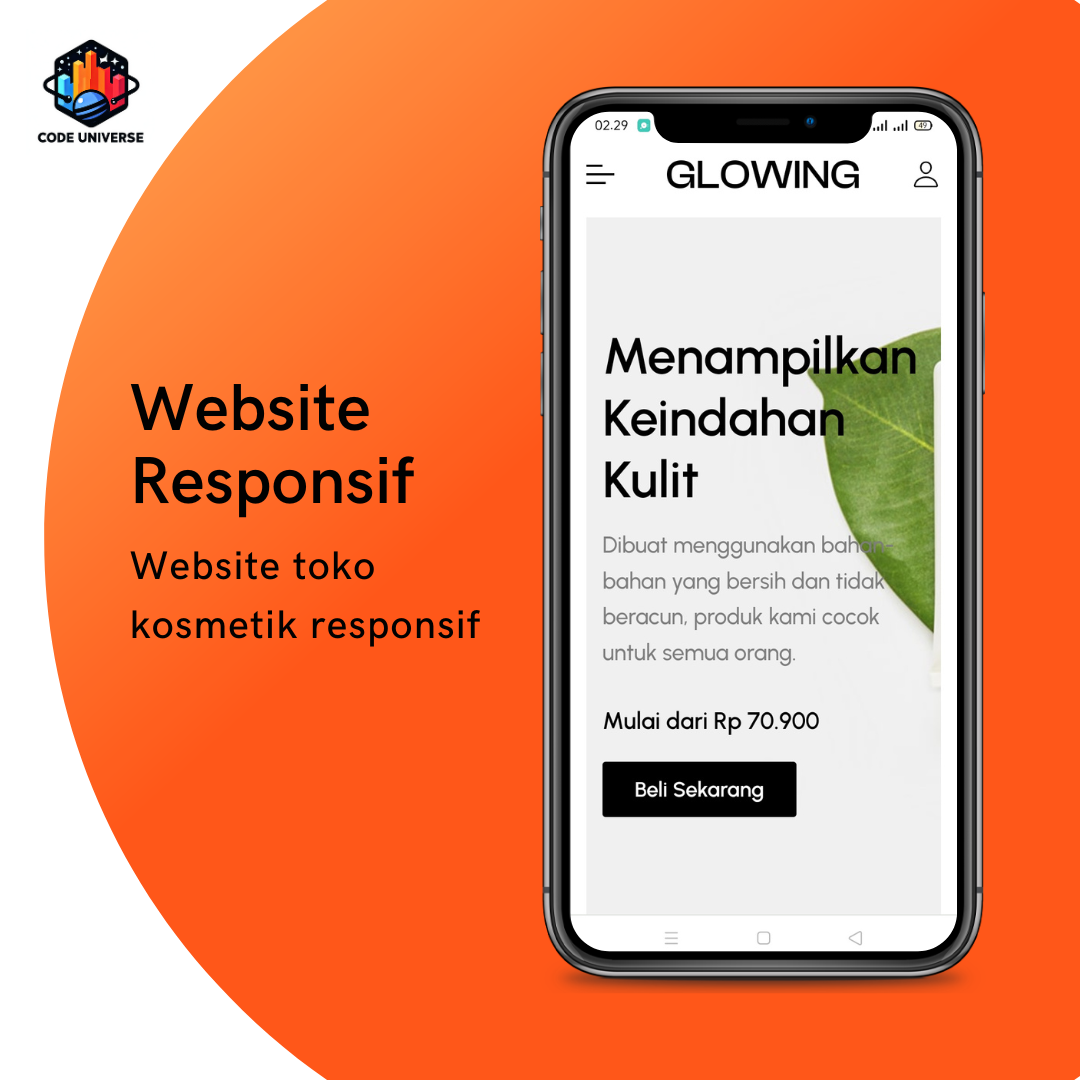 CODE UNIVERSE
Website
Responsif
Website toko
kosmetik responsif
02.29
49
GLOWING
Menampilkan
Keindahan
Kulit
Dibuat menggunakan bahan-
bahan yang bersih dan tidak
beracun, produk kami cocok
untuk semua orang.
Mulai dari Rp 70.900
Beli Sekarang